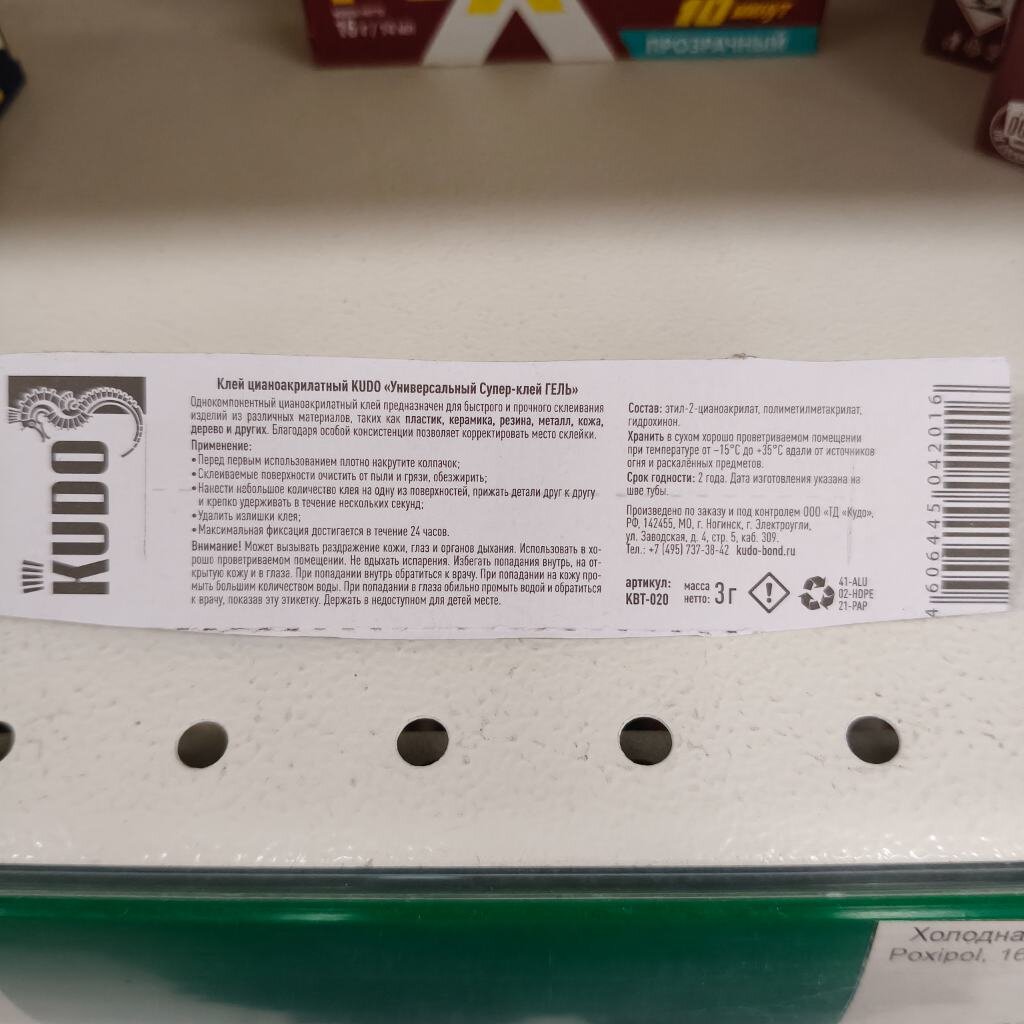 10 минут
ПРОЗРАЧНЫЙ
KUDO
Клей цианоакрилатный KUDO «Универсальный Супер-клей ГЕЛЬ»
Однокомпонентный цианоакрилатный клей предназначен для быстрого и прочного склеивания
изделий из различных материалов, таких как пластик, керамика, резина, металл, кожа,
дерево и других. Благодаря особой консистенции позволяет корректировать место склейки.
Применение:
• Перед первым использованием плотно накрутите колпачок;
• Склеиваемые поверхности очистить от пыли и грязи, обезжирить;
• Нанести небольшое количество клея на одну из поверхностей, прижать детали друг к другу
и крепко удерживать в течение нескольких секунд;
• Удалить излишки клея;
• Максимальная фиксация достигается в течение 24 часов.
Внимание! Может вызывать раздражение кожи, глаз и органов дыхания. Использовать в хо-
рошо проветриваемом помещении. Не вдыхать испарения. Избегать попадания внутрь, на от-
крытую кожу и в глаза. При попадании внутрь обратиться к врачу. При попадании на кожу про-
мыть большим количеством воды. При попадании в глаза обильно промыть водой и обратиться
к врачу, показав эту этикетку. Держать в недоступном для детей месте.
Состав: этил-2-цианоакрилат, полиметилметакрилат,
гидрохинон.
Хранить в сухом хорошо проветриваемом помещении
при температуре от –15°С до +35°С вдали от источников
огня и раскалённых предметов.
Срок годности: 2 года. Дата изготовления указана на
шве тубы.
Произведено по заказу и под контролем ООО «ТД «Кудо»,
РФ, 142455, МО, г. Ногинск, г. Электроугли,
ул. Заводская, д. 4, стр. 5, каб. 309.
Тел.: +7 (495) 737-38-42 kudo-bond.ru
артикул:
KBT-020
масса
нетто: 3 г
41-ALU
02-HDPE
21-PAP
4 606445 042016
Холодна
Poxipol, 16